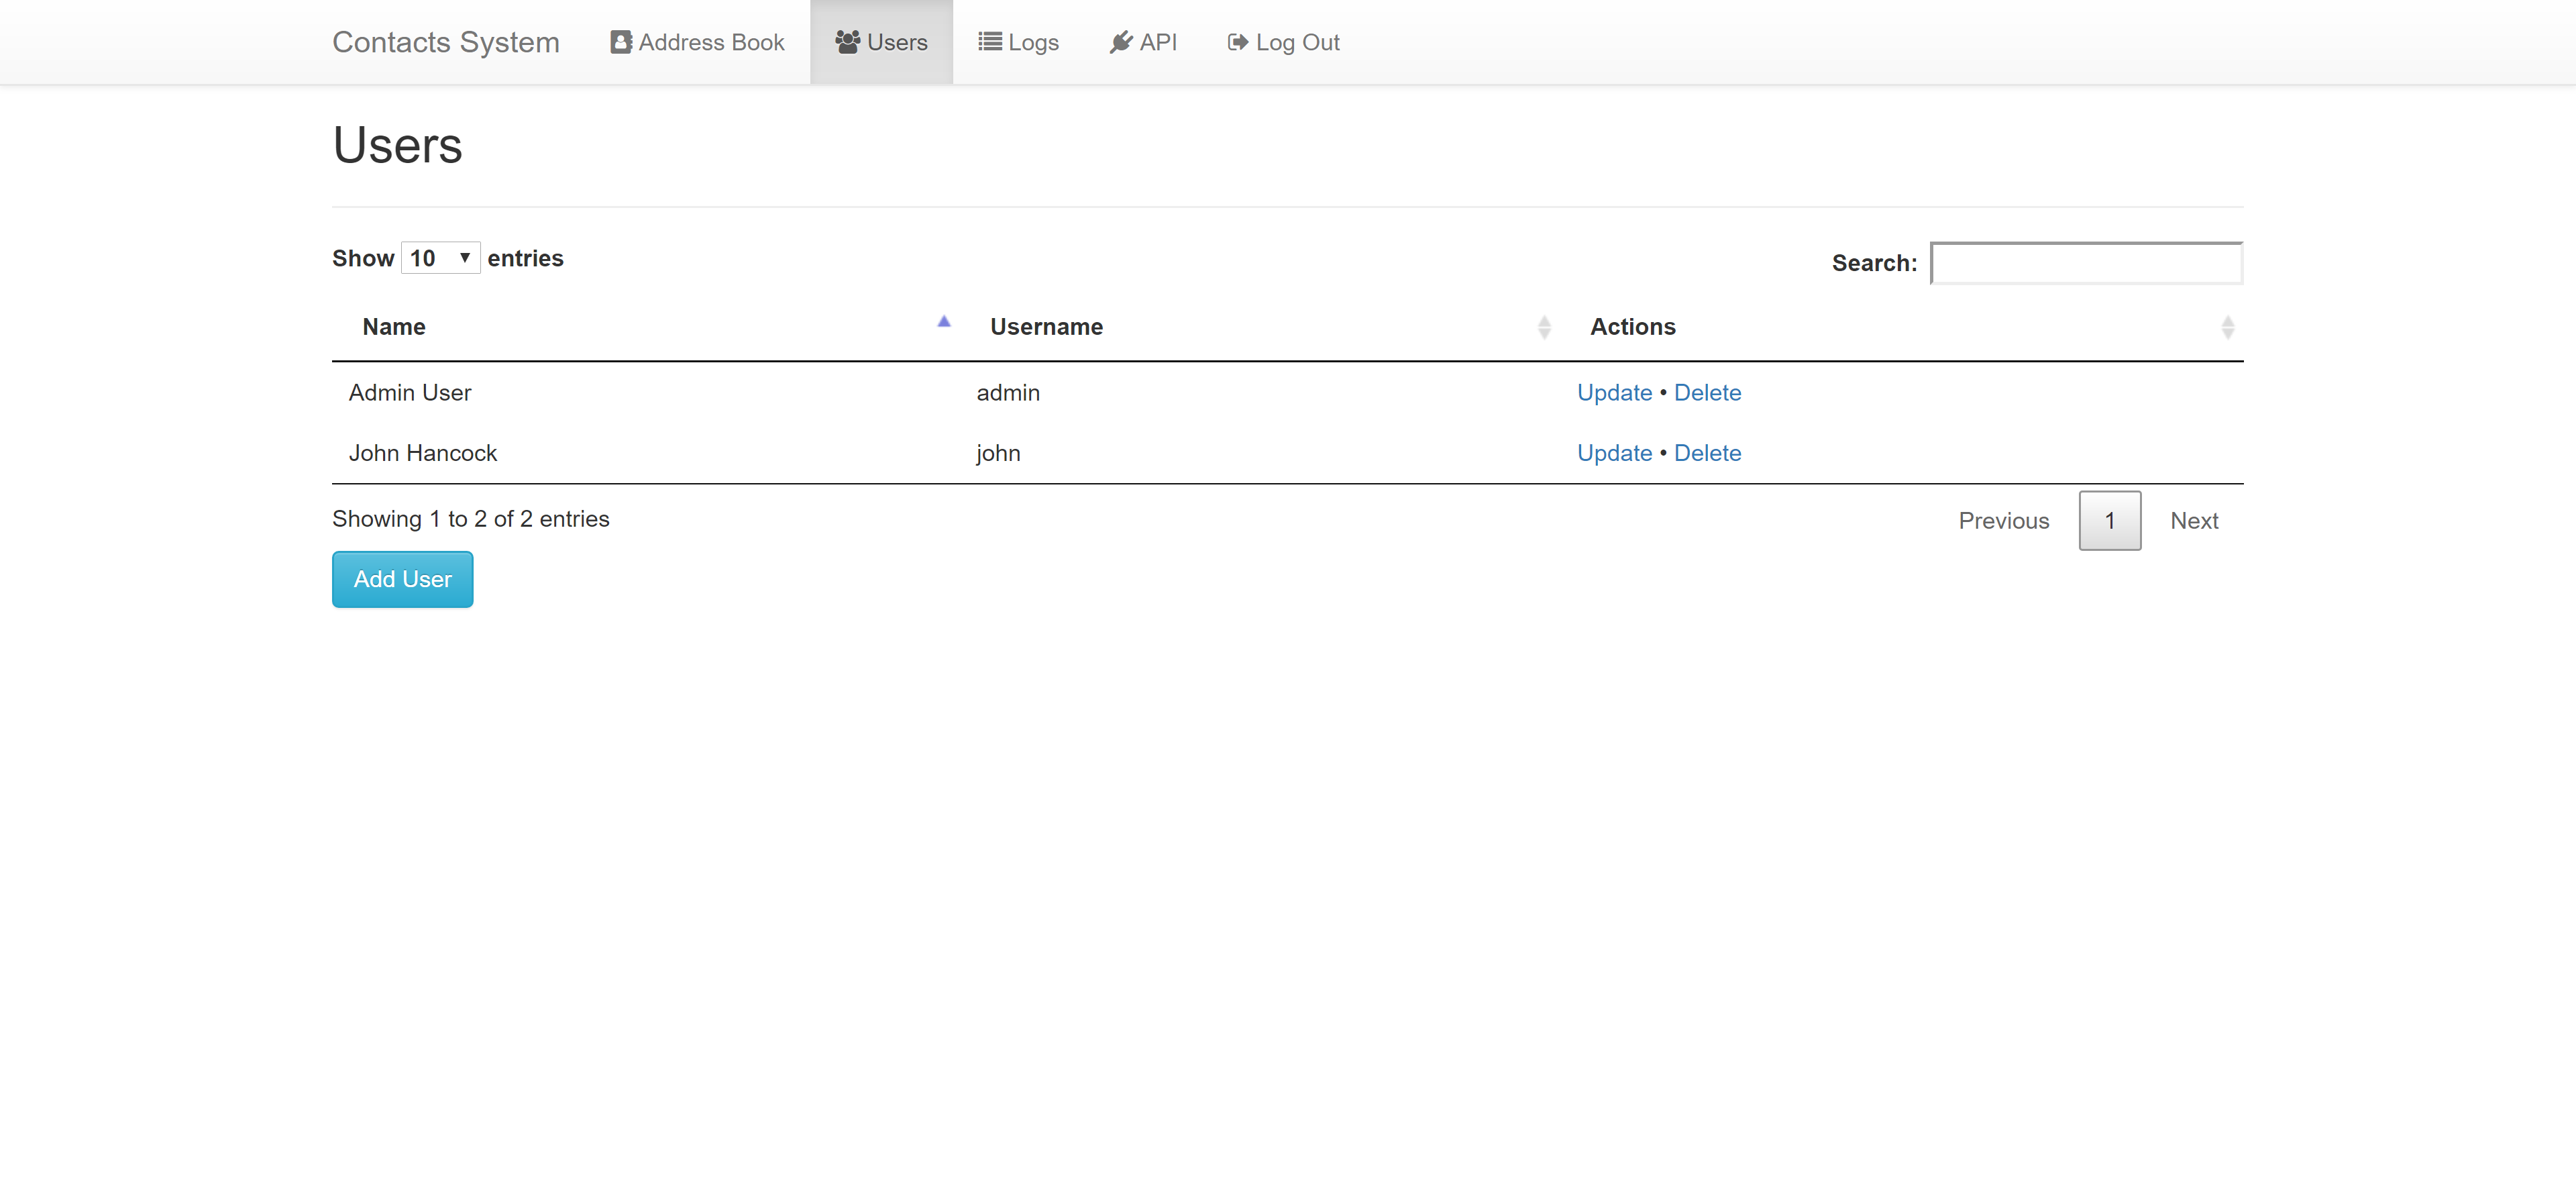 Contacts System Address Book Users Logs API Log Out
Users
Show 10 entries Search:
Name Username Actions
Admin User admin Update • Delete
John Hancock john Update • Delete
Showing 1 to 2 of 2 entries Previous 1 Next
Add User